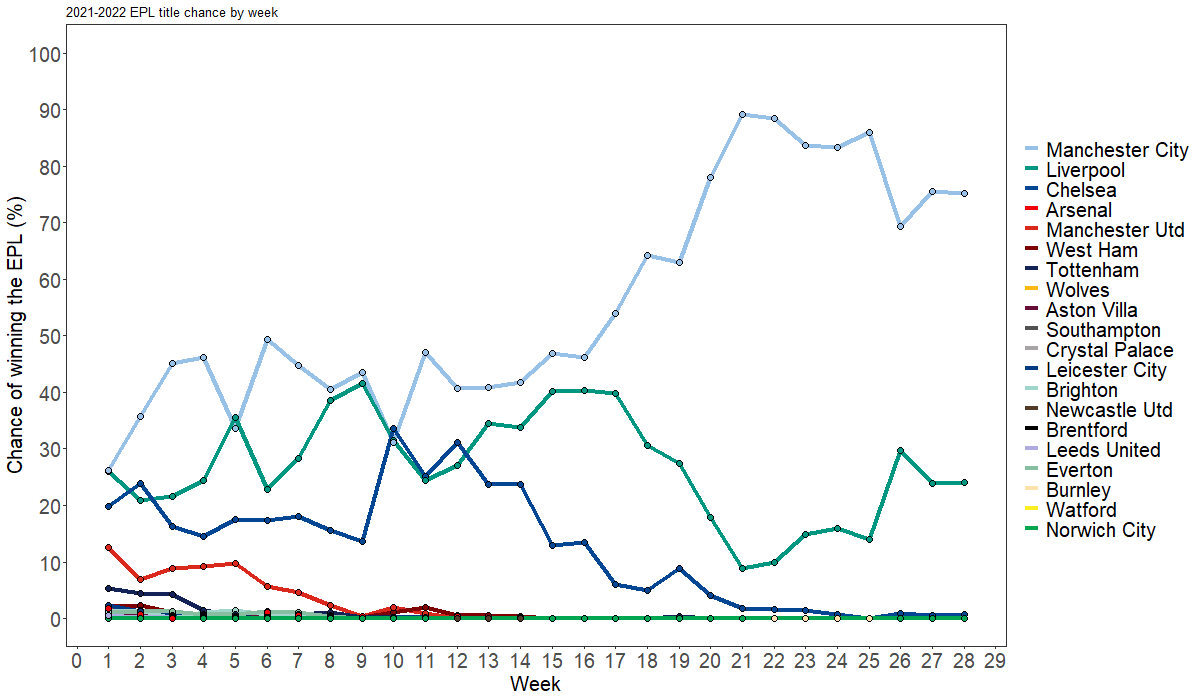 2021-2022 EPL title chance by week
Chance of winning the EPL (%)
100
90
80
70
60
50
40
30
20
10
0
0 1 2 3 4 5 6 7 8 9 10 11 12 13 14 15 16 17 18 19 20 21 22 23 24 25 26 27 28 29
Week
Manchester City
Liverpool
Chelsea
Arsenal
Manchester Utd
West Ham
Tottenham
Wolves
Aston Villa
Southampton
Crystal Palace
Leicester City
Brighton
Newcastle Utd
Brentford
Leeds United
Everton
Burnley
Watford
Norwich City